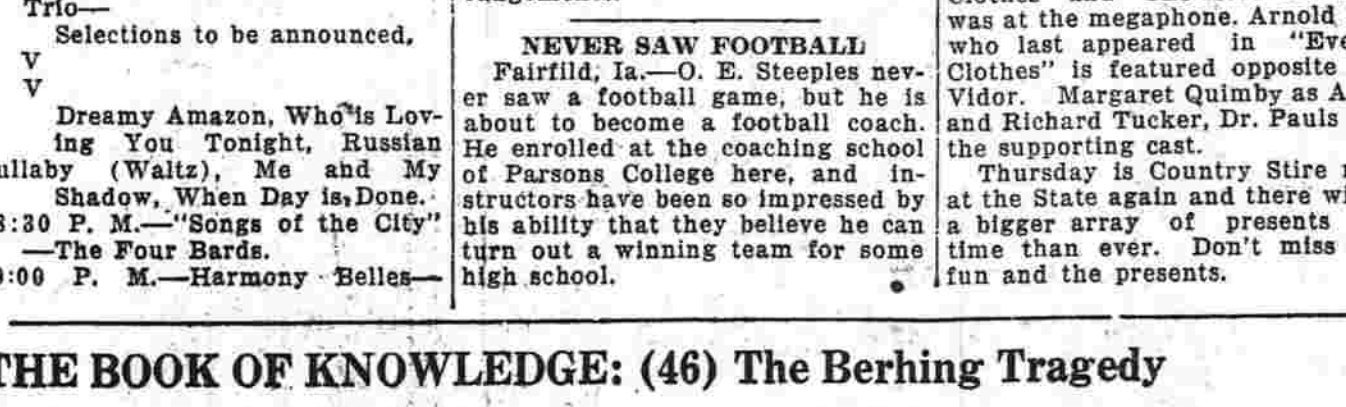 Trio—
Selections to be announced,
V
V
Dreamy Amazon, Who is Lov-
ing You Tonight, Russian
ullaby (Waltz), Me and My
Shadow, When Day is Done.
8:30 P. M.—"Songs of the City"
—The Four Bards.
:00 P. M.—Harmony Belles—
NEVER SAW FOOTBALL
Fairfild, Ia.—O. E. Steeples nev-
er saw a football game, but he is
about to become a football coach.
He enrolled at the coaching school
of Parsons College here, and in-
structors have been so impressed by
his ability that they believe he can
turn out a winning team for some
high school.
was at the megaphone. Arnold
who last appeared in "Eve
Clothes" is featured opposite
Vidor. Margaret Quimby as A
and Richard Tucker, Dr. Pauls
the supporting cast.
Thursday is Country Stire
at the State again and there wi
a bigger array of presents
time than ever. Don't miss
fun and the presents.
THE BOOK OF KNOWLEDGE: (46) The Berhing Tragedy